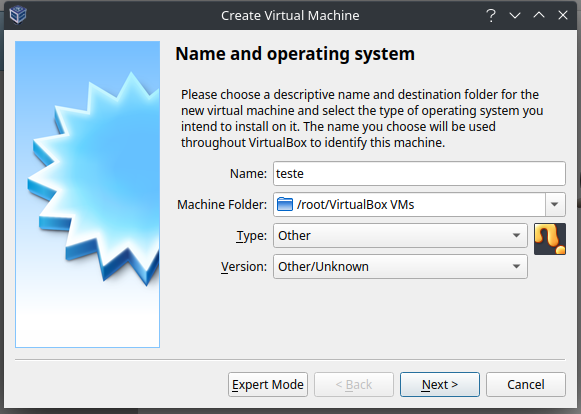 Create Virtual Machine
Name and operating system
Please choose a descriptive name and destination folder for the
new virtual machine and select the type of operating system you
intend to install on it. The name you choose will be used
throughout VirtualBox to identify this machine.
Name: teste
Machine Folder: /root/VirtualBox VMs
Type: Other
Version: Other/Unknown
Expert Mode < Back Next > Cancel